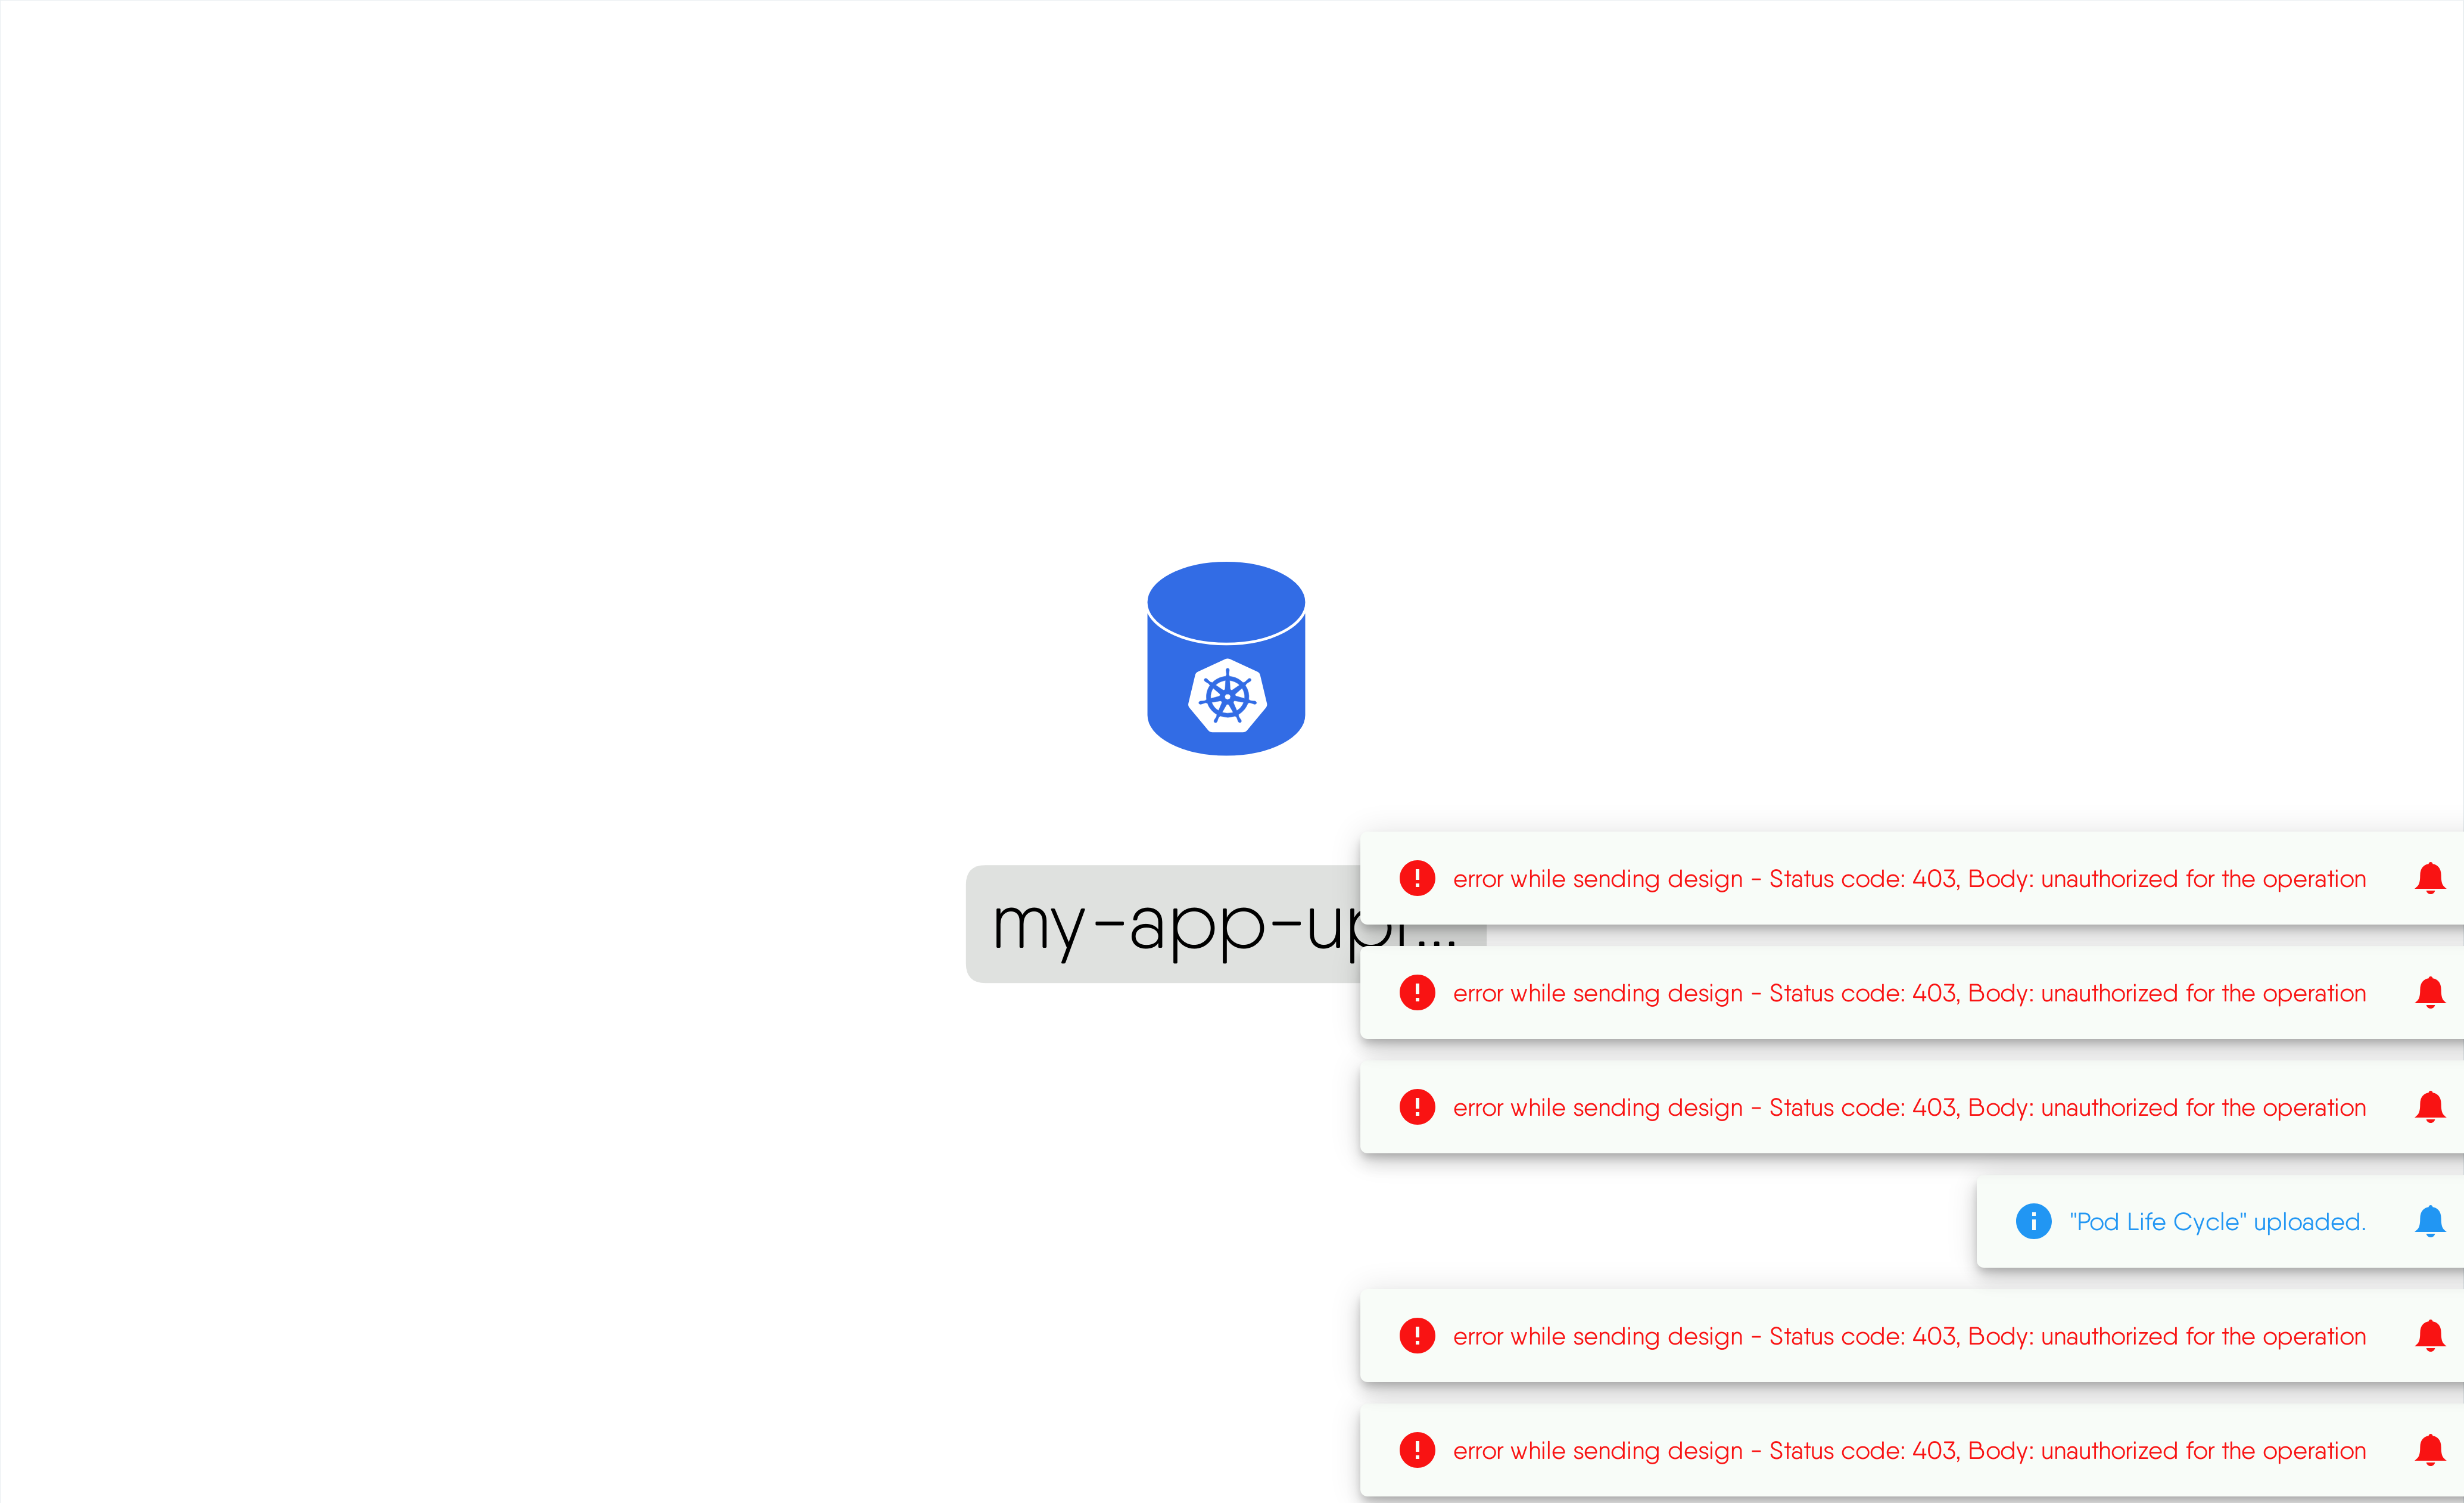 my-app-upl...
error while sending design - Status code: 403, Body: unauthorized for the operation
error while sending design - Status code: 403, Body: unauthorized for the operation
error while sending design - Status code: 403, Body: unauthorized for the operation
"Pod Life Cycle" uploaded.
error while sending design - Status code: 403, Body: unauthorized for the operation
error while sending design - Status code: 403, Body: unauthorized for the operation